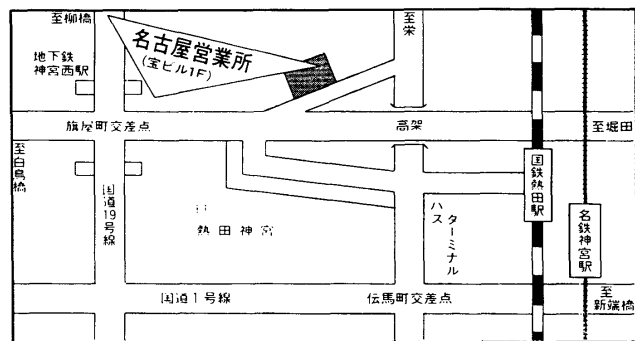 至柳橋
至栄
名古屋営業所
(宝ビル1F)
地下鉄
神宮西駅
旗屋町交差点
高架
至堀田
至白鳥橋
国道19号線
熱田神宮
バス
ターミナル
国鉄熱田駅
名鉄神宮駅
国道1号線
伝馬町交差点
至
新端橋